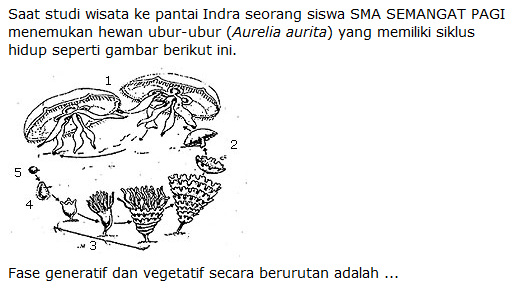 Saat studi wisata ke pantai Indra seorang siswa SMA SEMANGAT PAGI
menemukan hewan ubur-ubur (Aurelia aurita) yang memiliki siklus
hidup seperti gambar berikut ini.
1
2
5
4
3
Fase generatif dan vegetatif secara berurutan adalah ...